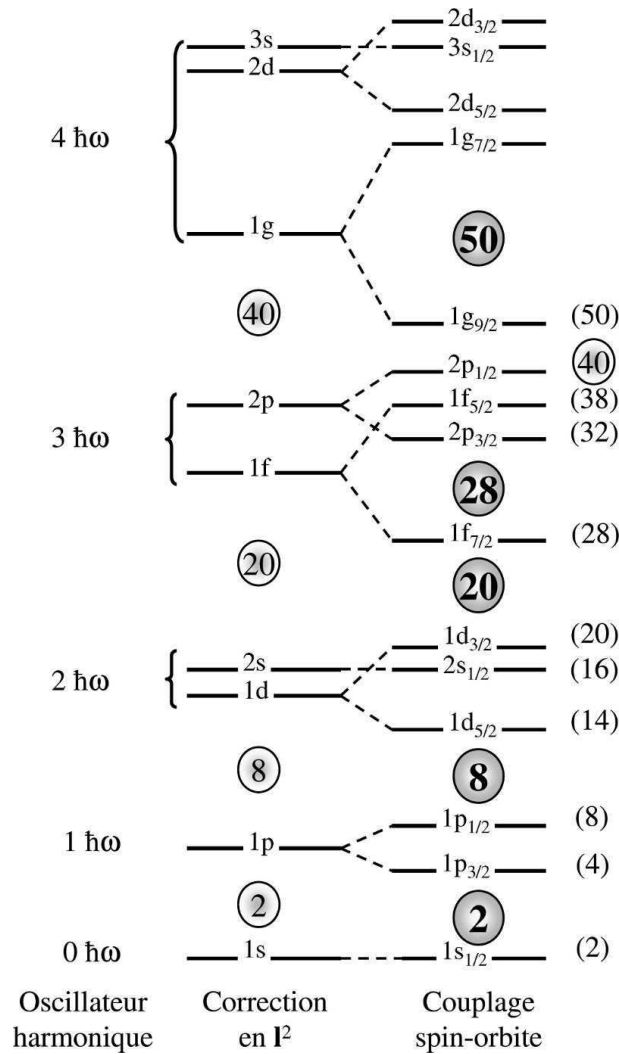 2d3/2
3s 3s1/2
2d
2d5/2
4 ħω 1g7/2
1g 50
40 1g9/2 (50)
2p1/2 40
2p 1f5/2 (38)
3 ħω 2p3/2 (32)
1f 28
1f7/2 (28)
20 20
1d3/2 (20)
2s 2s1/2 (16)
2 ħω 1d
1d5/2 (14)
8 8
1p1/2 (8)
1 ħω 1p
1p3/2 (4)
2 2
0 ħω 1s 1s1/2 (2)
Oscillateur Correction Couplage
harmonique en l² spin-orbite